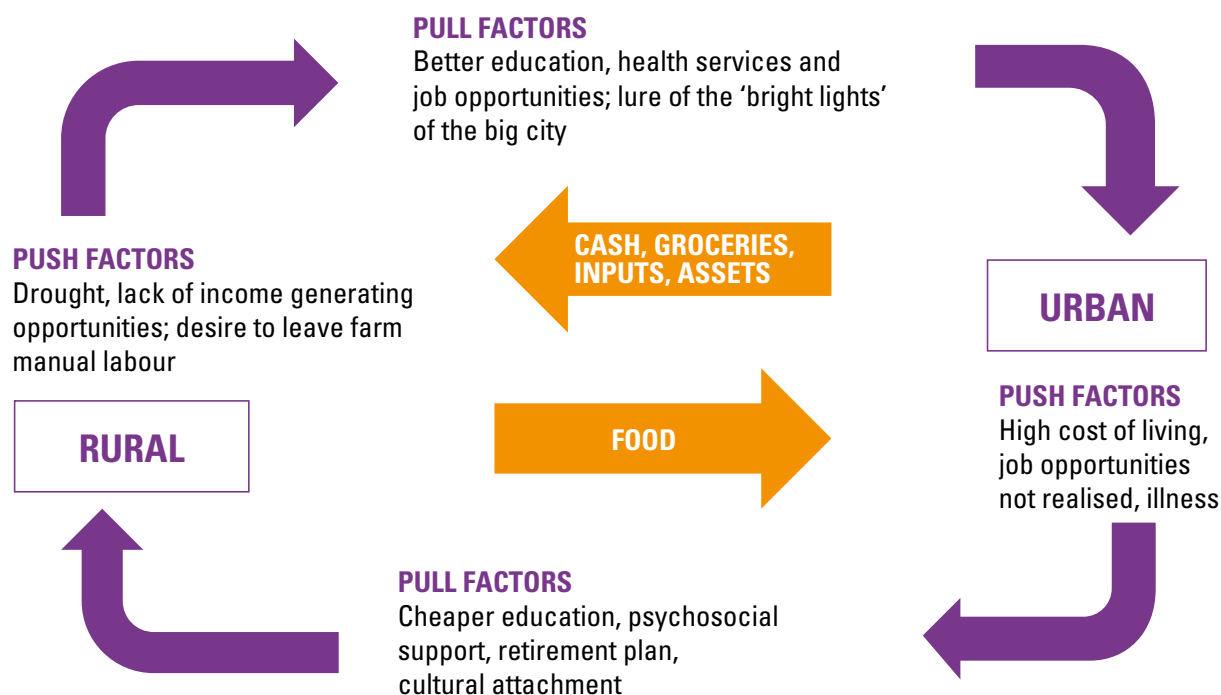 PULL FACTORS
Better education, health services and
job opportunities; lure of the ‘bright lights’
of the big city
PUSH FACTORS
Drought, lack of income generating
opportunities; desire to leave farm
manual labour
RURAL
CASH, GROCERIES,
INPUTS, ASSETS
FOOD
URBAN
PUSH FACTORS
High cost of living,
job opportunities
not realised, illness
PULL FACTORS
Cheaper education, psychosocial
support, retirement plan,
cultural attachment